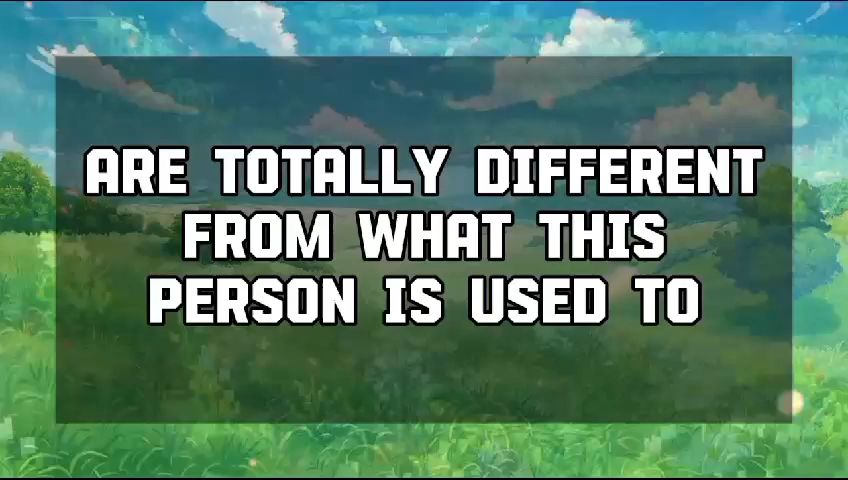 ARE TOTALLY DIFFERENT
FROM WHAT THIS
PERSON IS USED TO